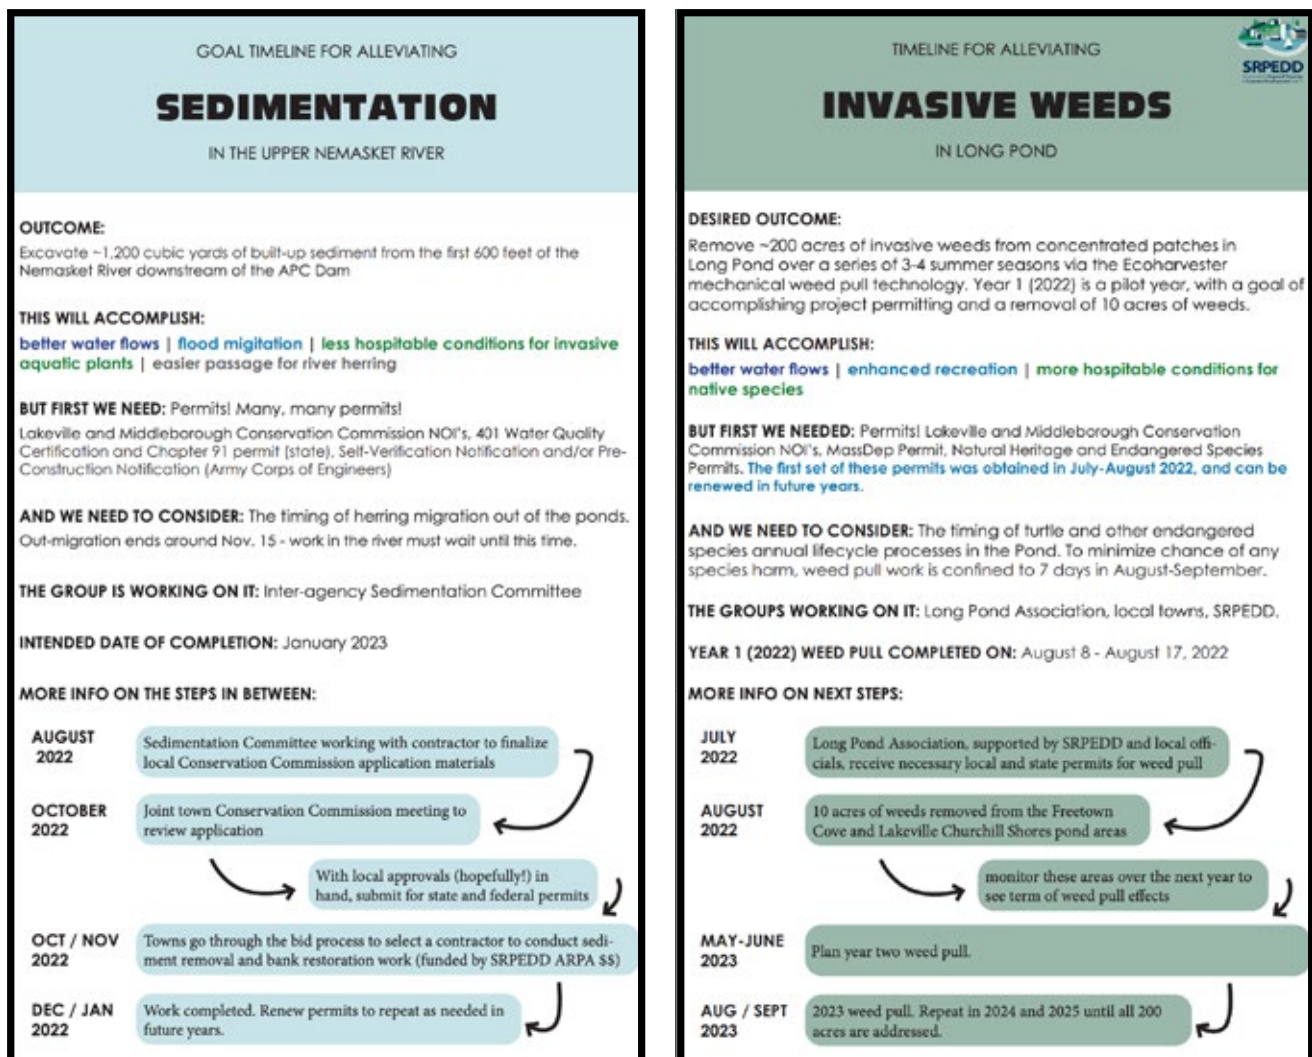 GOAL TIMELINE FOR ALLEVIATING
SEDIMENTATION
IN THE UPPER NEMASKET RIVER
OUTCOME:
Excavate ~1,200 cubic yards of built-up sediment from the first 600 feet of the
Nemasket River downstream of the APC Dam
THIS WILL ACCOMPLISH:
better water flows | flood migitation | less hospitable conditions for invasive
aquatic plants | easier passage for river herring
BUT FIRST WE NEED: Permits! Many, many permits!
Lakeville and Middleborough Conservation Commission NOI's, 401 Water Quality
Certification and Chapter 91 permit (state), Self-Verification Notification and/or Pre-
Construction Notification (Army Corps of Engineers)
AND WE NEED TO CONSIDER: The timing of herring migration out of the ponds.
Out-migration ends around Nov. 15 - work in the river must wait until this time.
THE GROUP IS WORKING ON IT: Inter-agency Sedimentation Committee
INTENDED DATE OF COMPLETION: January 2023
MORE INFO ON THE STEPS IN BETWEEN:
AUGUST
2022
Sedimentation Committee working with contractor to finalize
local Conservation Commission application materials
OCTOBER
2022
Joint town Conservation Commission meeting to
review application
With local approvals (hopefully!) in
hand, submit for state and federal permits
OCT / NOV
2022
Towns go through the bid process to select a contractor to conduct sedi-
ment removal and bank restoration work (funded by SRPEDD ARPA $$)
DEC / JAN
2022
Work completed. Renew permits to repeat as needed in
future years.
TIMELINE FOR ALLEVIATING
INVASIVE WEEDS
IN LONG POND
SRPEDD
DESIRED OUTCOME:
Remove ~200 acres of invasive weeds from concentrated patches in
Long Pond over a series of 3-4 summer seasons via the Ecoharvester
mechanical weed pull technology. Year 1 (2022) is a pilot year, with a goal of
accomplishing project permitting and a removal of 10 acres of weeds.
THIS WILL ACCOMPLISH:
better water flows | enhanced recreation | more hospitable conditions for
native species
BUT FIRST WE NEEDED: Permits! Lakeville and Middleborough Conservation
Commission NOI's, MassDep Permit, Natural Heritage and Endangered Species
Permits. The first set of these permits was obtained in July-August 2022, and can be
renewed in future years.
AND WE NEED TO CONSIDER: The timing of turtle and other endangered
species annual lifecycle processes in the Pond. To minimize chance of any
species harm, weed pull work is confined to 7 days in August-September.
THE GROUPS WORKING ON IT: Long Pond Association, local towns, SRPEDD.
YEAR 1 (2022) WEED PULL COMPLETED ON: August 8 - August 17, 2022
MORE INFO ON NEXT STEPS:
JULY
2022
Long Pond Association, supported by SRPEDD and local offi-
cials, receive necessary local and state permits for weed pull
AUGUST
2022
10 acres of weeds removed from the Freetown
Cove and Lakeville Churchill Shores pond areas
monitor these areas over the next year to
see term of weed pull effects
MAY-JUNE
2023
Plan year two weed pull.
AUG / SEPT
2023
2023 weed pull. Repeat in 2024 and 2025 until all 200
acres are addressed.